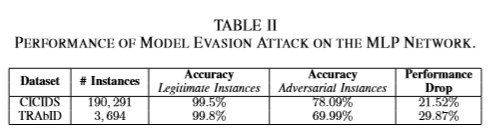 TABLE II
PERFORMANCE OF MODEL EVASION ATTACK ON THE MLP NETWORK.
Dataset # Instances Accuracy Legitimate Instances Accuracy Adversarial Instances Performance Drop
CICIDS 190,291 99.5% 78.09% 21.52%
TRAbID 3,694 99.8% 69.99% 29.87%